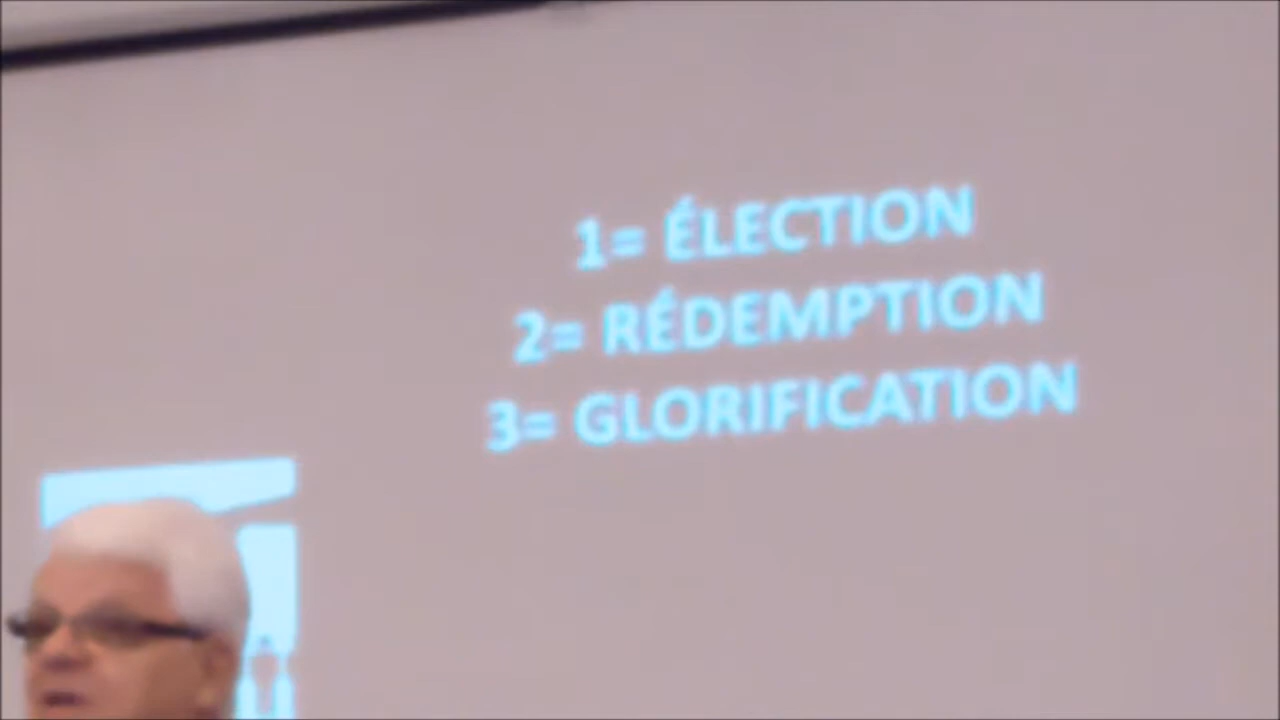 1= ÉLECTION
2= RÉDEMPTION
3= GLORIFICATION